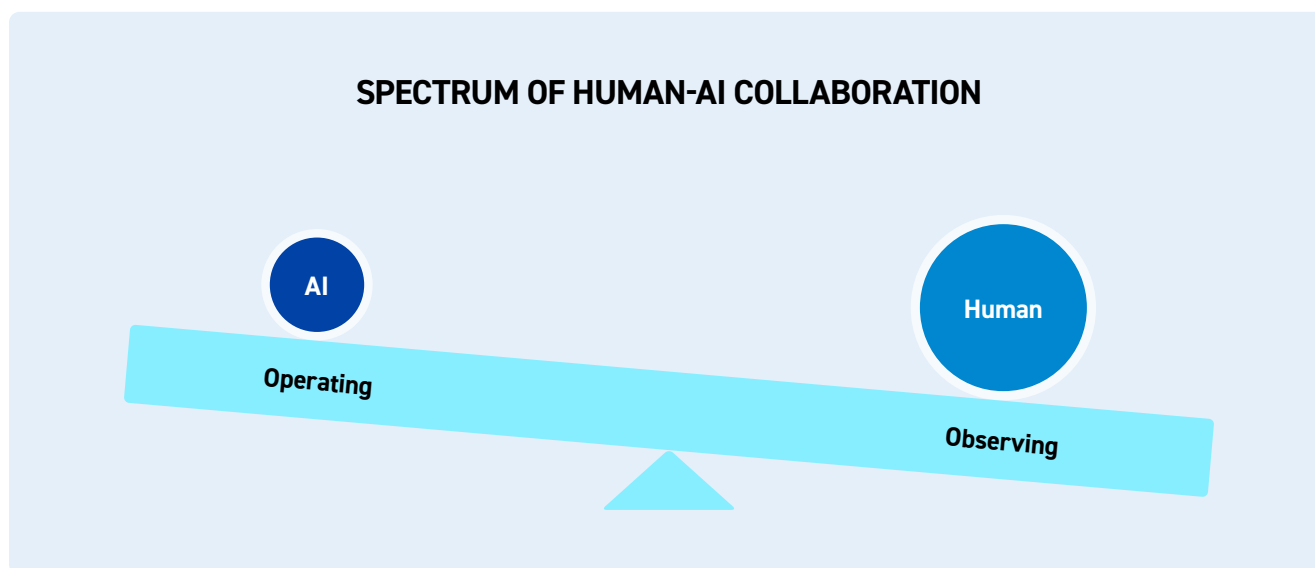 SPECTRUM OF HUMAN-AI COLLABORATION
AI
Human
Operating
Observing